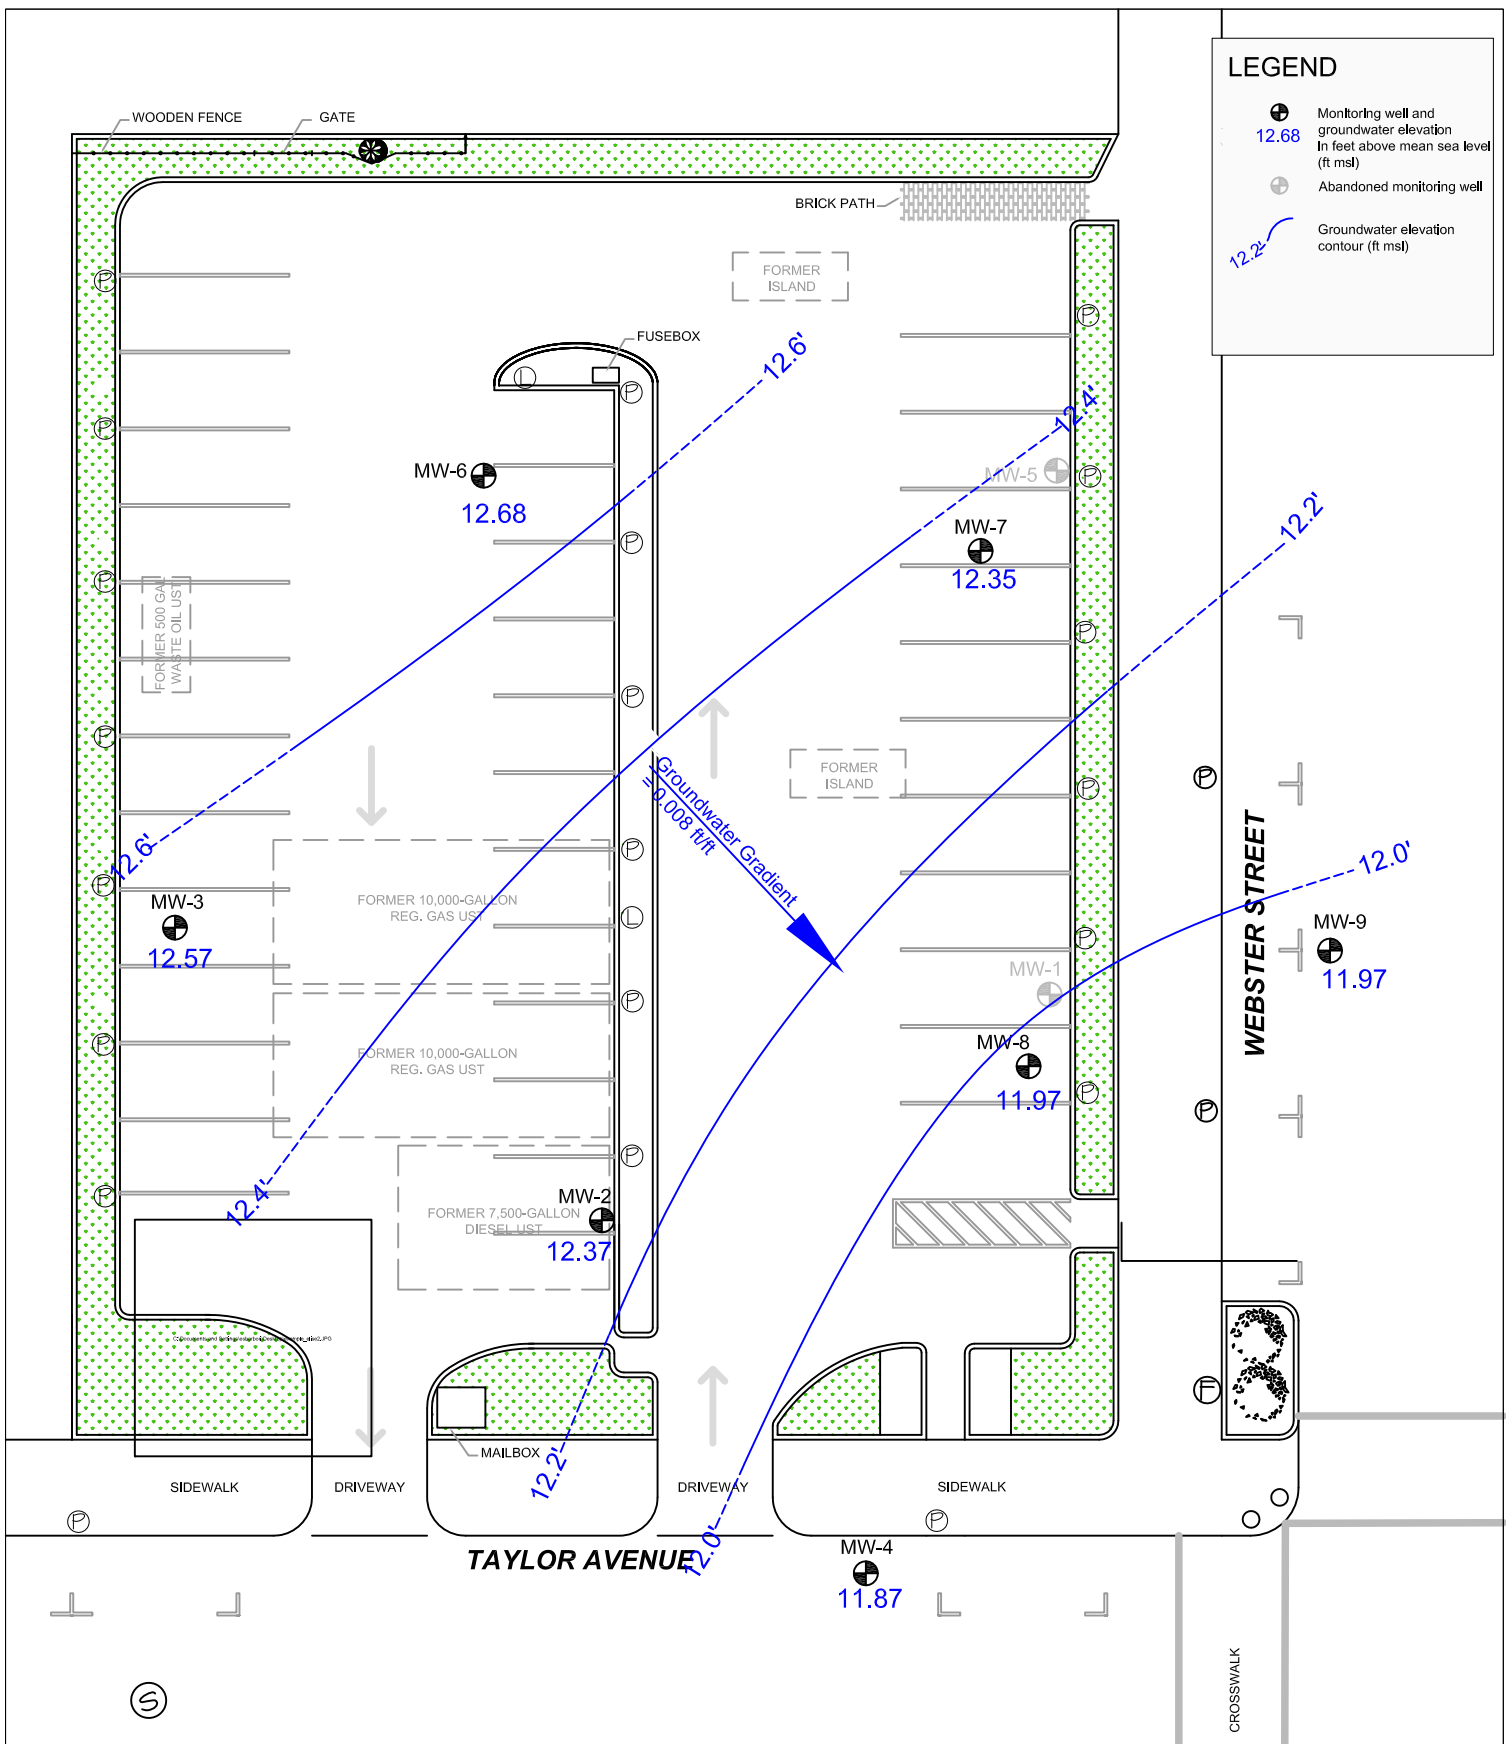 LEGEND
12.68
Monitoring well and
groundwater elevation
in feet above mean sea level
(ft msl)
Abandoned monitoring well
12.2'
Groundwater elevation
contour (ft msl)
WOODEN FENCE
GATE
BRICK PATH
FORMER
ISLAND
FUSEBOX
12.6'
12.4'
P
P
L
P
P
P
P
MW-6
12.68
MW-5
12.2'
MW-7
12.35
P
P
FORMER 500 GAL
WASTE OIL UST
P
P
P
FORMER
ISLAND
P
P
Groundwater Gradient
= 0.008 ft/ft
WEBSTER STREET
12.6'
P
P
12.0'
MW-3
12.57
FORMER 10,000-GALLON
REG. GAS UST
L
P
MW-9
11.97
MW-1
P
FORMER 10,000-GALLON
REG. GAS UST
P
MW-8
11.97
P
P
12.4'
P
P
MW-2
FORMER 7,500-GALLON
DIESEL UST
12.37
F
MAILBOX
12.2'
SIDEWALK
DRIVEWAY
DRIVEWAY
SIDEWALK
P
P
12.0'
TAYLOR AVENUE
MW-4
11.87
CROSSWALK
S